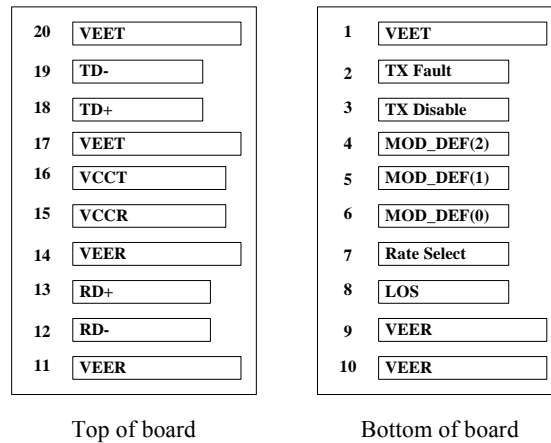 20 VEET
19 TD-
18 TD+
17 VEET
16 VCCT
15 VCCR
14 VEER
13 RD+
12 RD-
11 VEER
Top of board
1 VEET
2 TX Fault
3 TX Disable
4 MOD_DEF(2)
5 MOD_DEF(1)
6 MOD_DEF(0)
7 Rate Select
8 LOS
9 VEER
10 VEER
Bottom of board